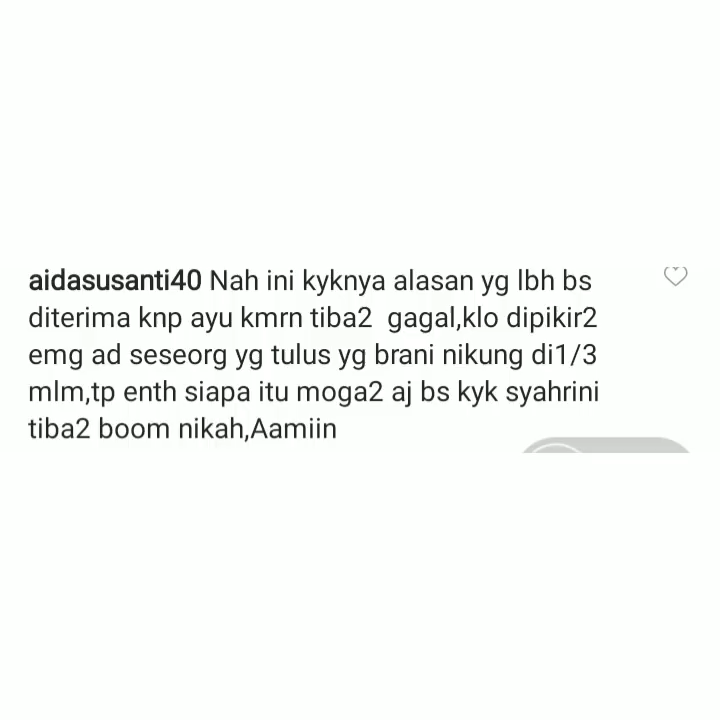 aidasusanti40 Nah ini kyknya alasan yg lbh bs
diterima knp ayu kmrn tiba2  gagal,klo dipikir2
emg ad seseorg yg tulus yg brani nikung di1/3
mlm,tp enth siapa itu moga2 aj bs kyk syahrini
tiba2 boom nikah,Aamiin